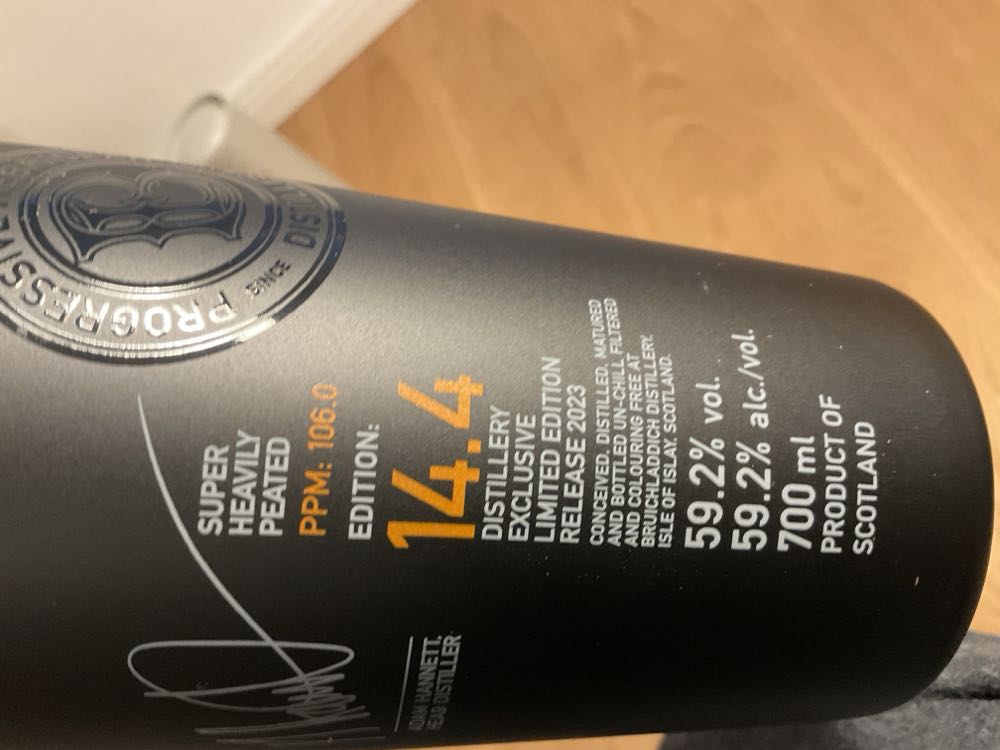 PROGRESSIVE
DISTIL
SINCE
SUPER
HEAVILY
PEATED
PPM: 106.0
EDITION:
14.4
DISTILLERY
EXCLUSIVE
LIMITED EDITION
RELEASE 2023
CONCEIVED, DISTILLED, MATURED
AND BOTTLED UN-CHILL FILTERED
AND COLOURING FREE AT
BRUICHLADDICH DISTILLERY,
ISLE OF ISLAY, SCOTLAND.
59.2% vol.
59.2% alc./vol.
700 ml
PRODUCT OF
SCOTLAND
ADAM HANNETT,
HEAD DISTILLER